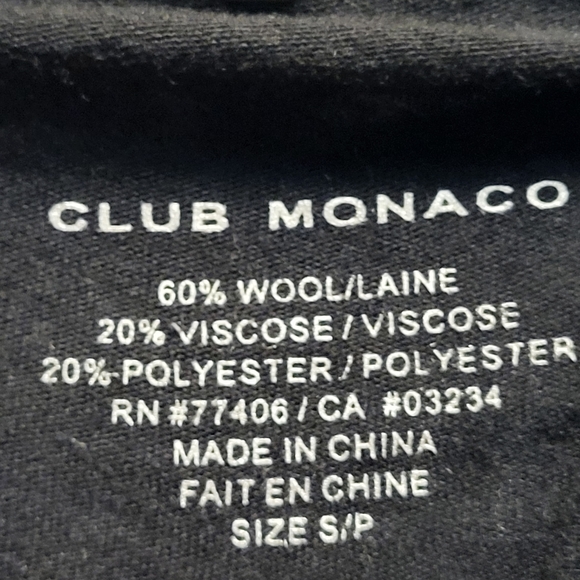 CLUB MONACO
60% WOOL/LAINE
20% VISCOSE / VISCOSE
20% POLYESTER / POLYESTER
RN #77406 / CA #03234
MADE IN CHINA
FAIT EN CHINE
SIZE S/P